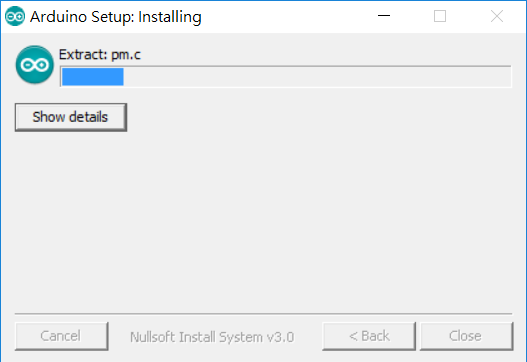 Arduino Setup: Installing
Extract: pm.c
Show details
Cancel
Nullsoft Install System v3.0
< Back
Close